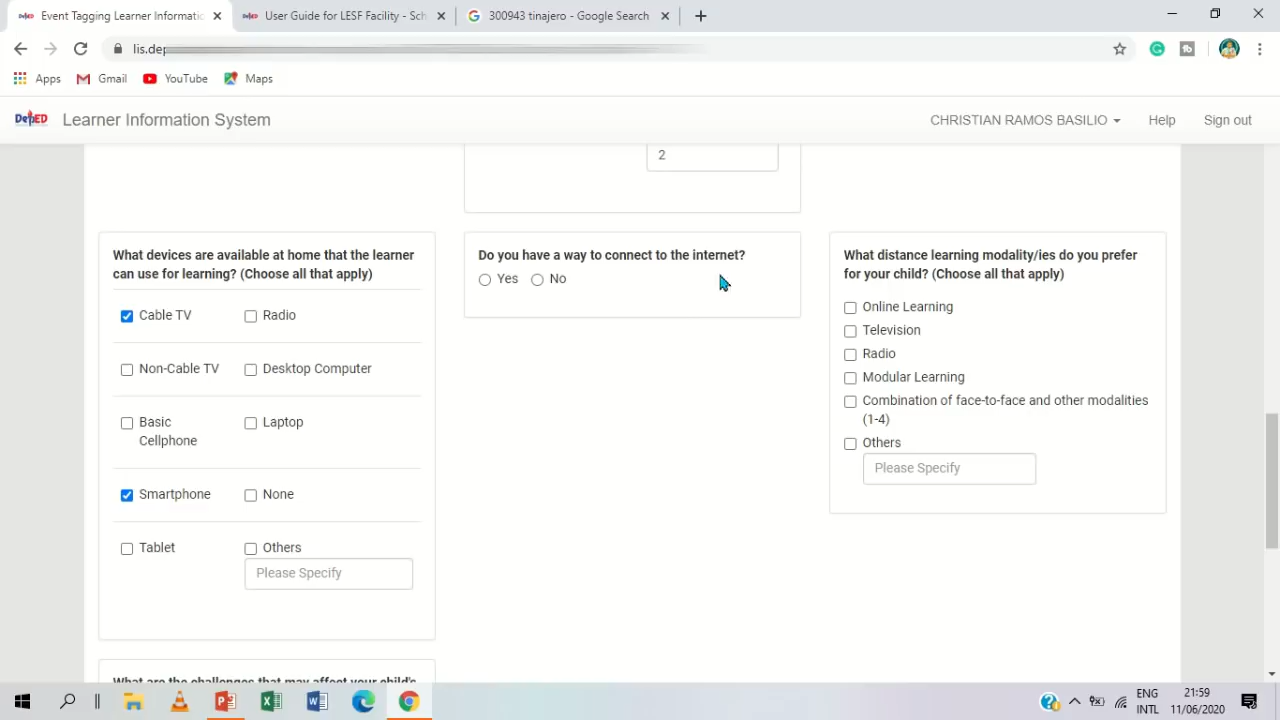 Event Tagging Learner Informatic
User Guide for LESF Facility - Sch
300943 tinajero - Google Search
lis.dep
Apps
Gmail
YouTube
Maps
DepED
Learner Information System
CHRISTIAN RAMOS BASILIO
Help
Sign out
2
What devices are available at home that the learner
can use for learning? (Choose all that apply)
Cable TV
Radio
Non-Cable TV
Desktop Computer
Basic
Cellphone
Laptop
Smartphone
None
Tablet
Others
Please Specify
Do you have a way to connect to the internet?
Yes
No
What distance learning modality/ies do you prefer
for your child? (Choose all that apply)
Online Learning
Television
Radio
Modular Learning
Combination of face-to-face and other modalities
(1-4)
Others
Please Specify
What are the challenges that may affect your child's
ENG
INTL
21:59
11/06/2020